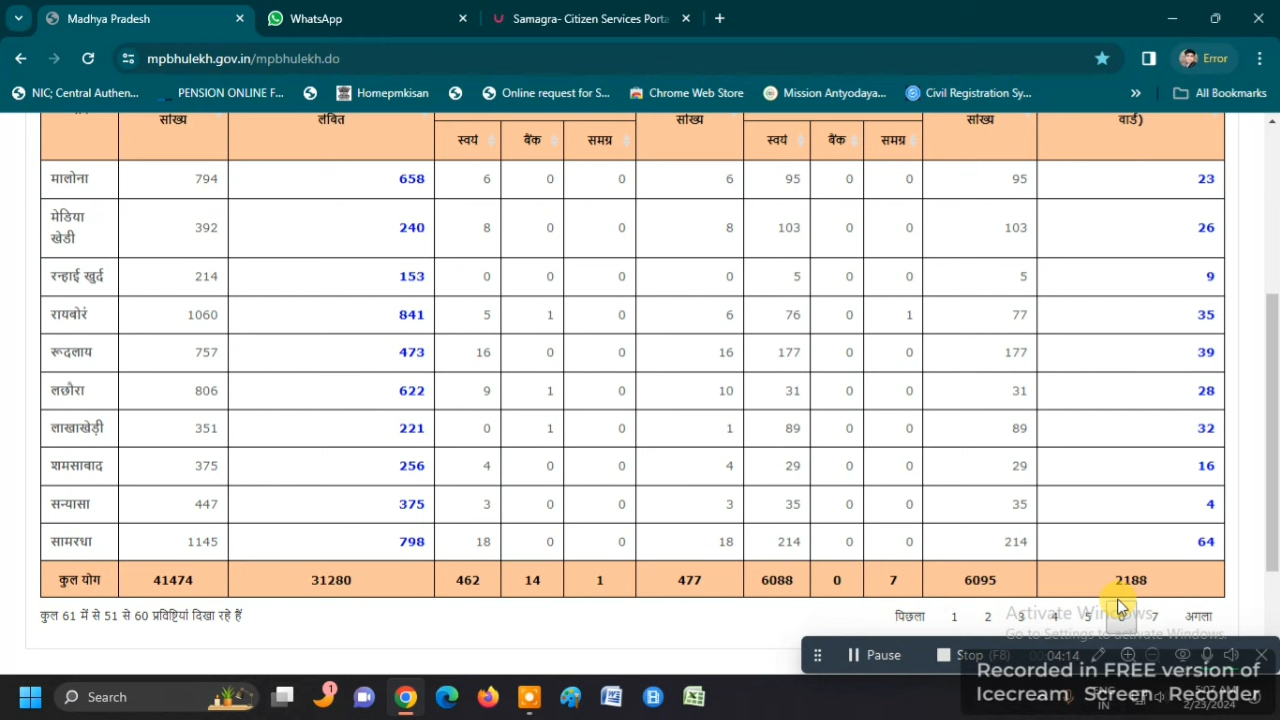 Madhya Pradesh
WhatsApp
Samagra- Citizen Services Porta
mpbhulekh.gov.in/mpbhulekh.do
Error
NIC; Central Authen...
PENSION ONLINE F...
Homepmkisan
Online request for S...
Chrome Web Store
Mission Antyodaya...
Civil Registration Sy...
»
All Bookmarks
संख्या लंबित संख्या संख्या वार्ड)
स्वयं बैंक समग्र स्वयं बैंक समग्र
मालोना 794 658 6 0 0 6 95 0 0 95 23
मेडिया
खेडी 392 240 8 0 0 8 103 0 0 103 26
रन्हाई खुर्द 214 153 0 0 0 0 5 0 0 5 9
रायबोरं 1060 841 5 1 0 6 76 0 1 77 35
रूदलाय 757 473 16 0 0 16 177 0 0 177 39
लछौरा 806 622 9 1 0 10 31 0 0 31 28
लाखाखेड़ी 351 221 0 1 0 1 89 0 0 89 32
शमसाबाद 375 256 4 0 0 4 29 0 0 29 16
सन्यासा 447 375 3 0 0 3 35 0 0 35 4
सामरधा 1145 798 18 0 0 18 214 0 0 214 64
कुल योग 41474 31280 462 14 1 477 6088 0 7 6095 2188
कुल 61 में से 51 से 60 प्रविष्टियां दिखा रहे हैं
पिछला 1 2 3 4 5 6 7 अगला
Activate Windows
Go to Settings to activate Windows.
Pause
Stop (F8)
00:04:14
Recorded in FREE version of
Icecream Screen Recorder
Search
1
ENG
IN
5:07 AM
2/23/2024